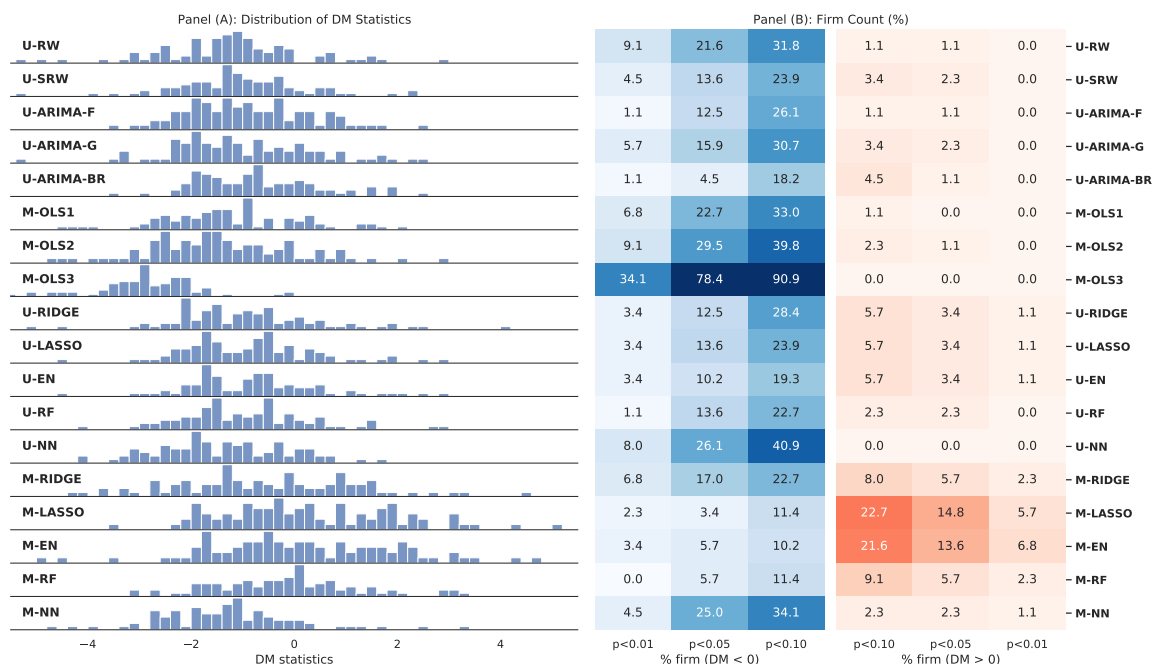 Panel (A): Distribution of DM Statistics
Panel (B): Firm Count (%)
U-RW 9.1 21.6 31.8 1.1 1.1 0.0 U-RW
U-SRW 4.5 13.6 23.9 3.4 2.3 0.0 U-SRW
U-ARIMA-F 1.1 12.5 26.1 1.1 1.1 0.0 U-ARIMA-F
U-ARIMA-G 5.7 15.9 30.7 3.4 2.3 0.0 U-ARIMA-G
U-ARIMA-BR 1.1 4.5 18.2 4.5 1.1 0.0 U-ARIMA-BR
M-OLS1 6.8 22.7 33.0 1.1 0.0 0.0 M-OLS1
M-OLS2 9.1 29.5 39.8 2.3 1.1 0.0 M-OLS2
M-OLS3 34.1 78.4 90.9 0.0 0.0 0.0 M-OLS3
U-RIDGE 3.4 12.5 28.4 5.7 3.4 1.1 U-RIDGE
U-LASSO 3.4 13.6 23.9 5.7 3.4 1.1 U-LASSO
U-EN 3.4 10.2 19.3 5.7 3.4 1.1 U-EN
U-RF 1.1 13.6 22.7 2.3 2.3 0.0 U-RF
U-NN 8.0 26.1 40.9 0.0 0.0 0.0 U-NN
M-RIDGE 6.8 17.0 22.7 8.0 5.7 2.3 M-RIDGE
M-LASSO 2.3 3.4 11.4 22.7 14.8 5.7 M-LASSO
M-EN 3.4 5.7 10.2 21.6 13.6 6.8 M-EN
M-RF 0.0 5.7 11.4 9.1 5.7 2.3 M-RF
M-NN 4.5 25.0 34.1 2.3 2.3 1.1 M-NN
−4 −2 0 2 4 p<0.01 p<0.05 p<0.10 p<0.10 p<0.05 p<0.01
DM statistics % firm (DM < 0) % firm (DM > 0)